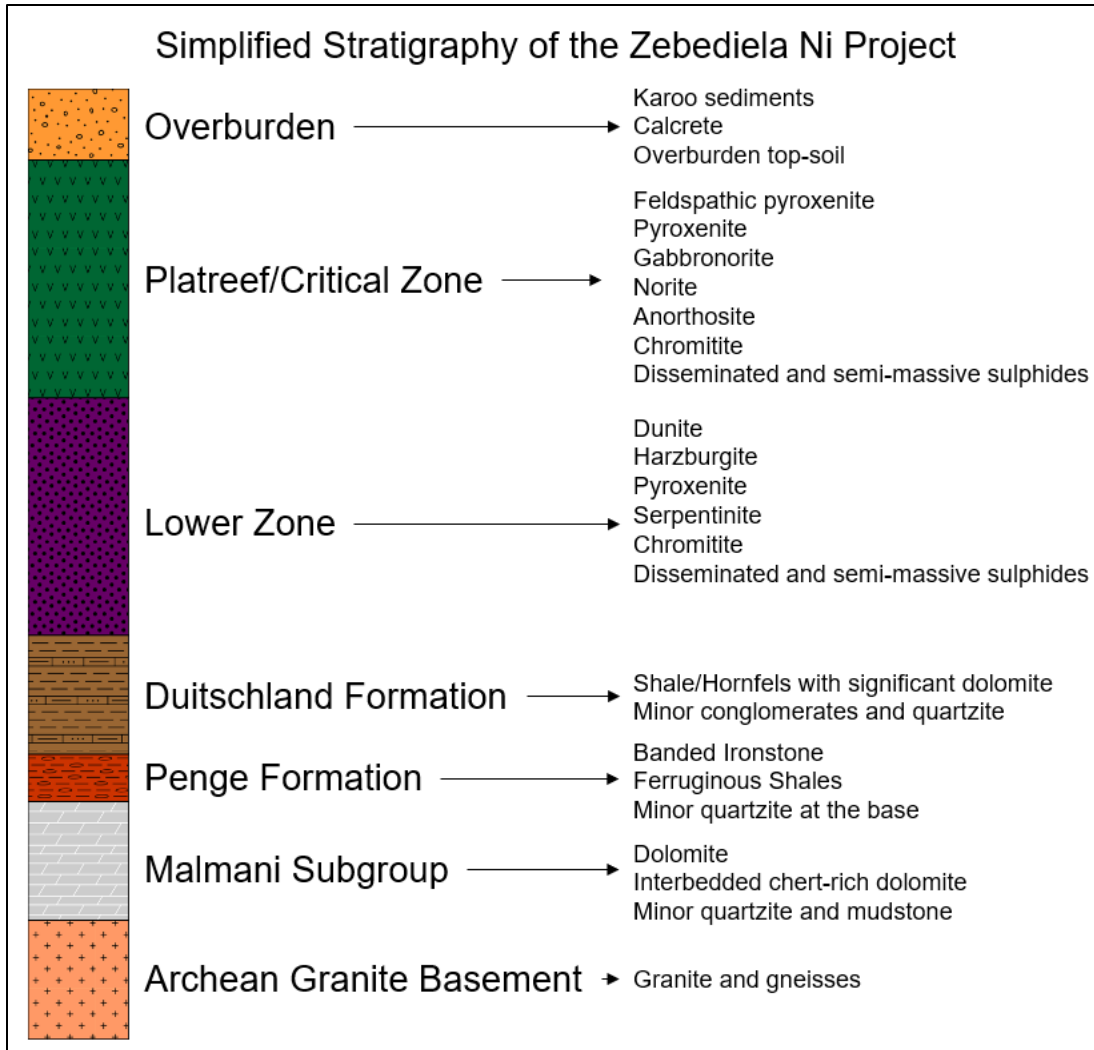 Simplified Stratigraphy of the Zebediela Ni Project
Overburden
Karoo sediments
Calcrete
Overburden top-soil
Platreef/Critical Zone
Feldspathic pyroxenite
Pyroxenite
Gabbronorite
Norite
Anorthosite
Chromitite
Disseminated and semi-massive sulphides
Lower Zone
Dunite
Harzburgite
Pyroxenite
Serpentinite
Chromitite
Disseminated and semi-massive sulphides
Duitschland Formation
Shale/Hornfels with significant dolomite
Minor conglomerates and quartzite
Penge Formation
Banded Ironstone
Ferruginous Shales
Minor quartzite at the base
Malmani Subgroup
Dolomite
Interbedded chert-rich dolomite
Minor quartzite and mudstone
Archean Granite Basement
Granite and gneisses